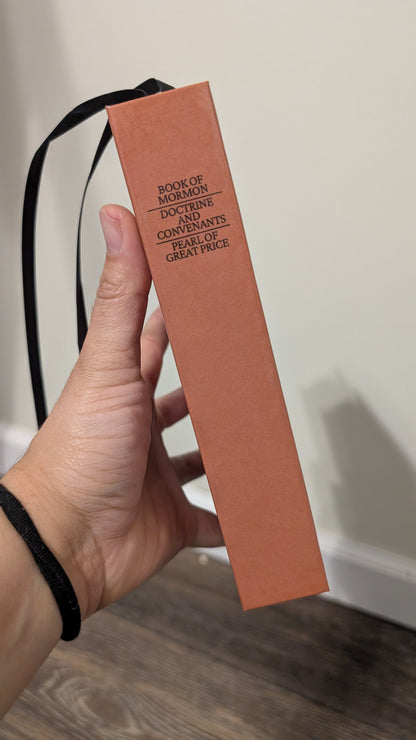 BOOK OF
MORMON
DOCTRINE
AND
CONVENANTS
PEARL OF
GREAT PRICE